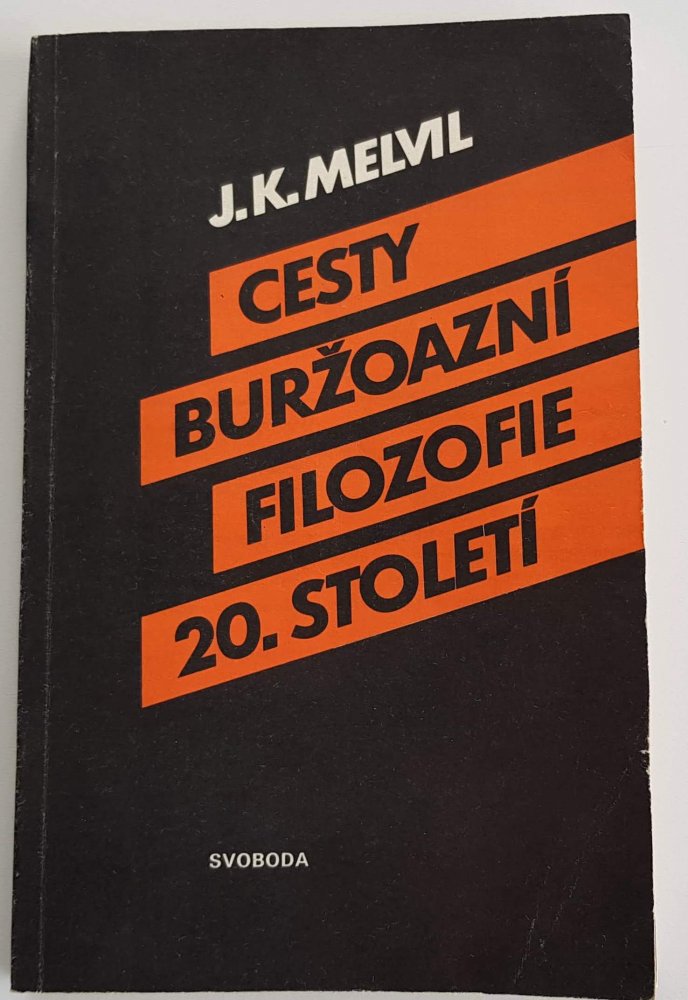 J.K. MELVIL
CESTY
BURŽOAZNÍ
FILOZOFIE
20. STOLETÍ
SVOBODA